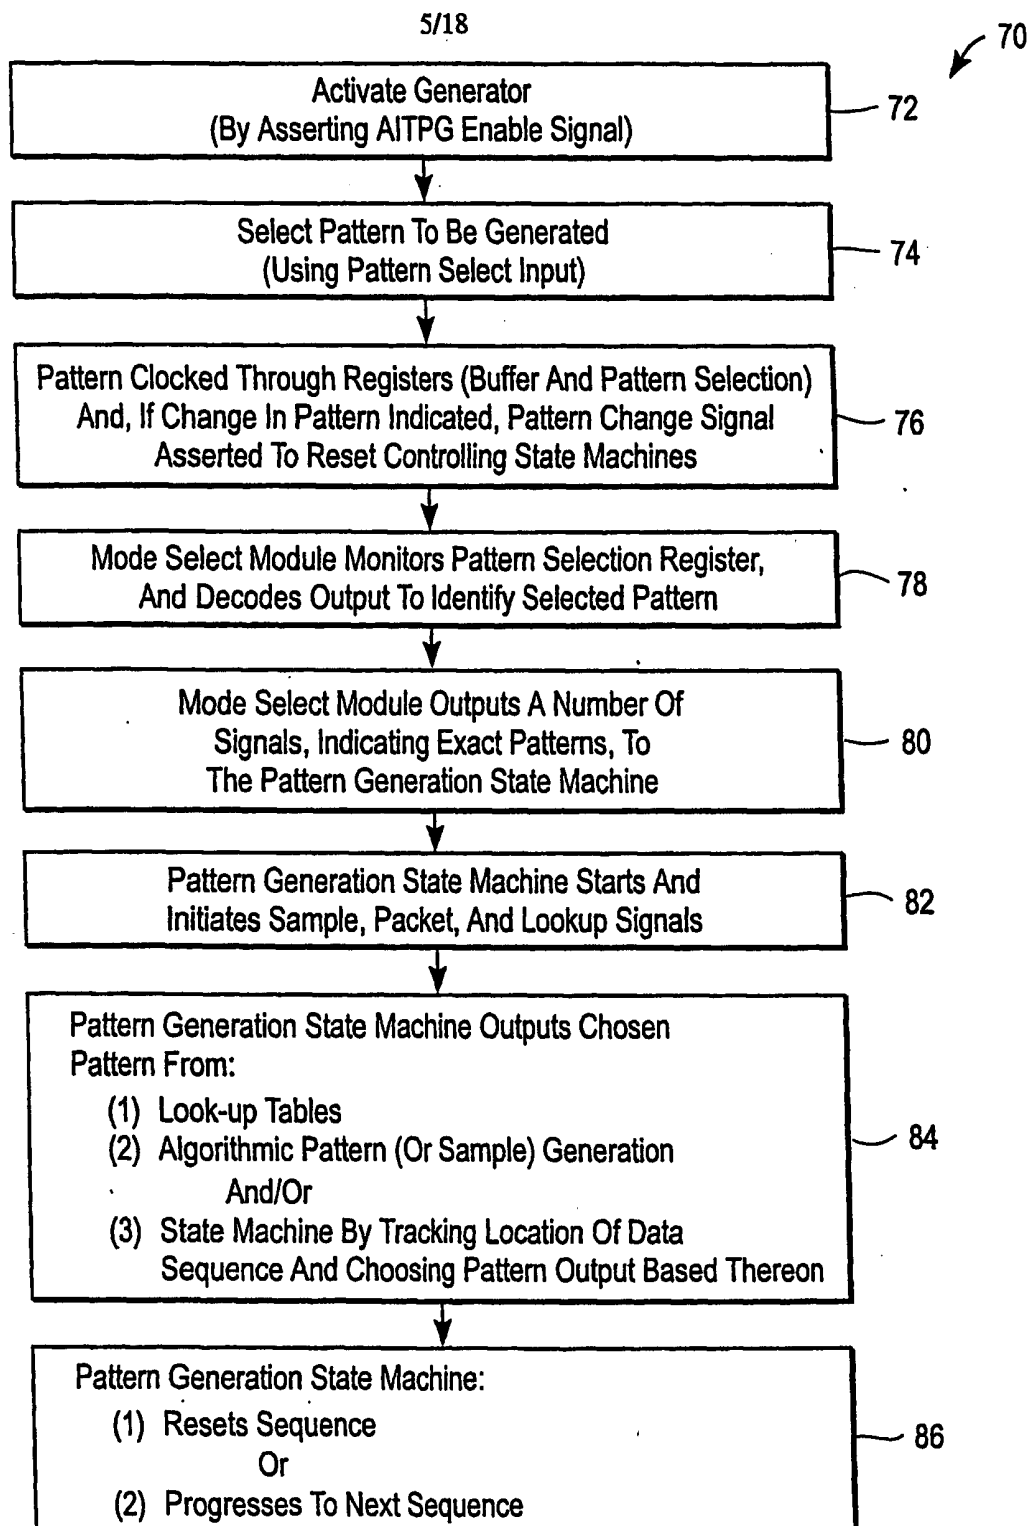 5/18
70
Activate Generator
(By Asserting AITPG Enable Signal)
72
Select Pattern To Be Generated
(Using Pattern Select Input)
74
Pattern Clocked Through Registers (Buffer And Pattern Selection)
And, If Change In Pattern Indicated, Pattern Change Signal
Asserted To Reset Controlling State Machines
76
Mode Select Module Monitors Pattern Selection Register,
And Decodes Output To Identify Selected Pattern
78
Mode Select Module Outputs A Number Of
Signals, Indicating Exact Patterns, To
The Pattern Generation State Machine
80
Pattern Generation State Machine Starts And
Initiates Sample, Packet, And Lookup Signals
82
Pattern Generation State Machine Outputs Chosen
Pattern From:
(1) Look-up Tables
(2) Algorithmic Pattern (Or Sample) Generation
And/Or
(3) State Machine By Tracking Location Of Data
Sequence And Choosing Pattern Output Based Thereon
84
Pattern Generation State Machine:
(1) Resets Sequence
Or
(2) Progresses To Next Sequence
86